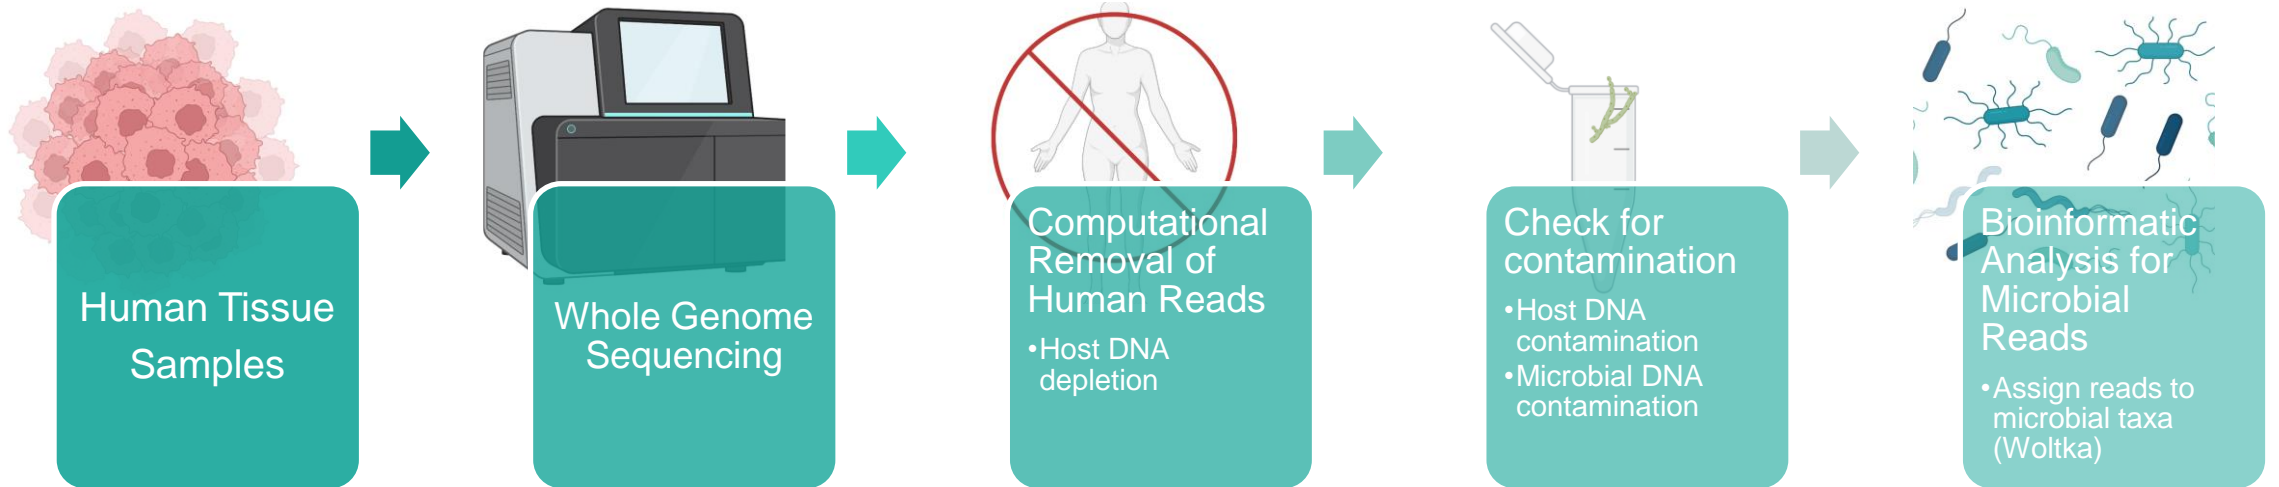 Human Tissue
Samples
Whole Genome
Sequencing
Computational
Removal of
Human Reads
•Host DNA
depletion
Check for
contamination
•Host DNA
contamination
•Microbial DNA
contamination
Bioinformatic
Analysis for
Microbial
Reads
•Assign reads to
microbial taxa
(Woltka)